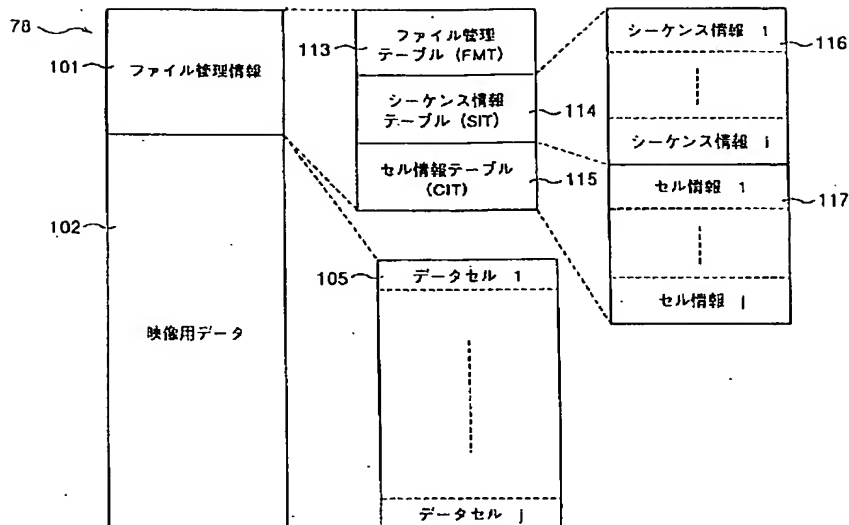 78
101
ファイル管理情報
102
映像用データ
113
ファイル管理
テーブル (FMT)
シーケンス情報
テーブル (SIT)
114
セル情報テーブル
(CIT)
115
シーケンス情報 1
116
シーケンス情報 i
セル情報 1
117
セル情報 j
105
データセル 1
データセル j